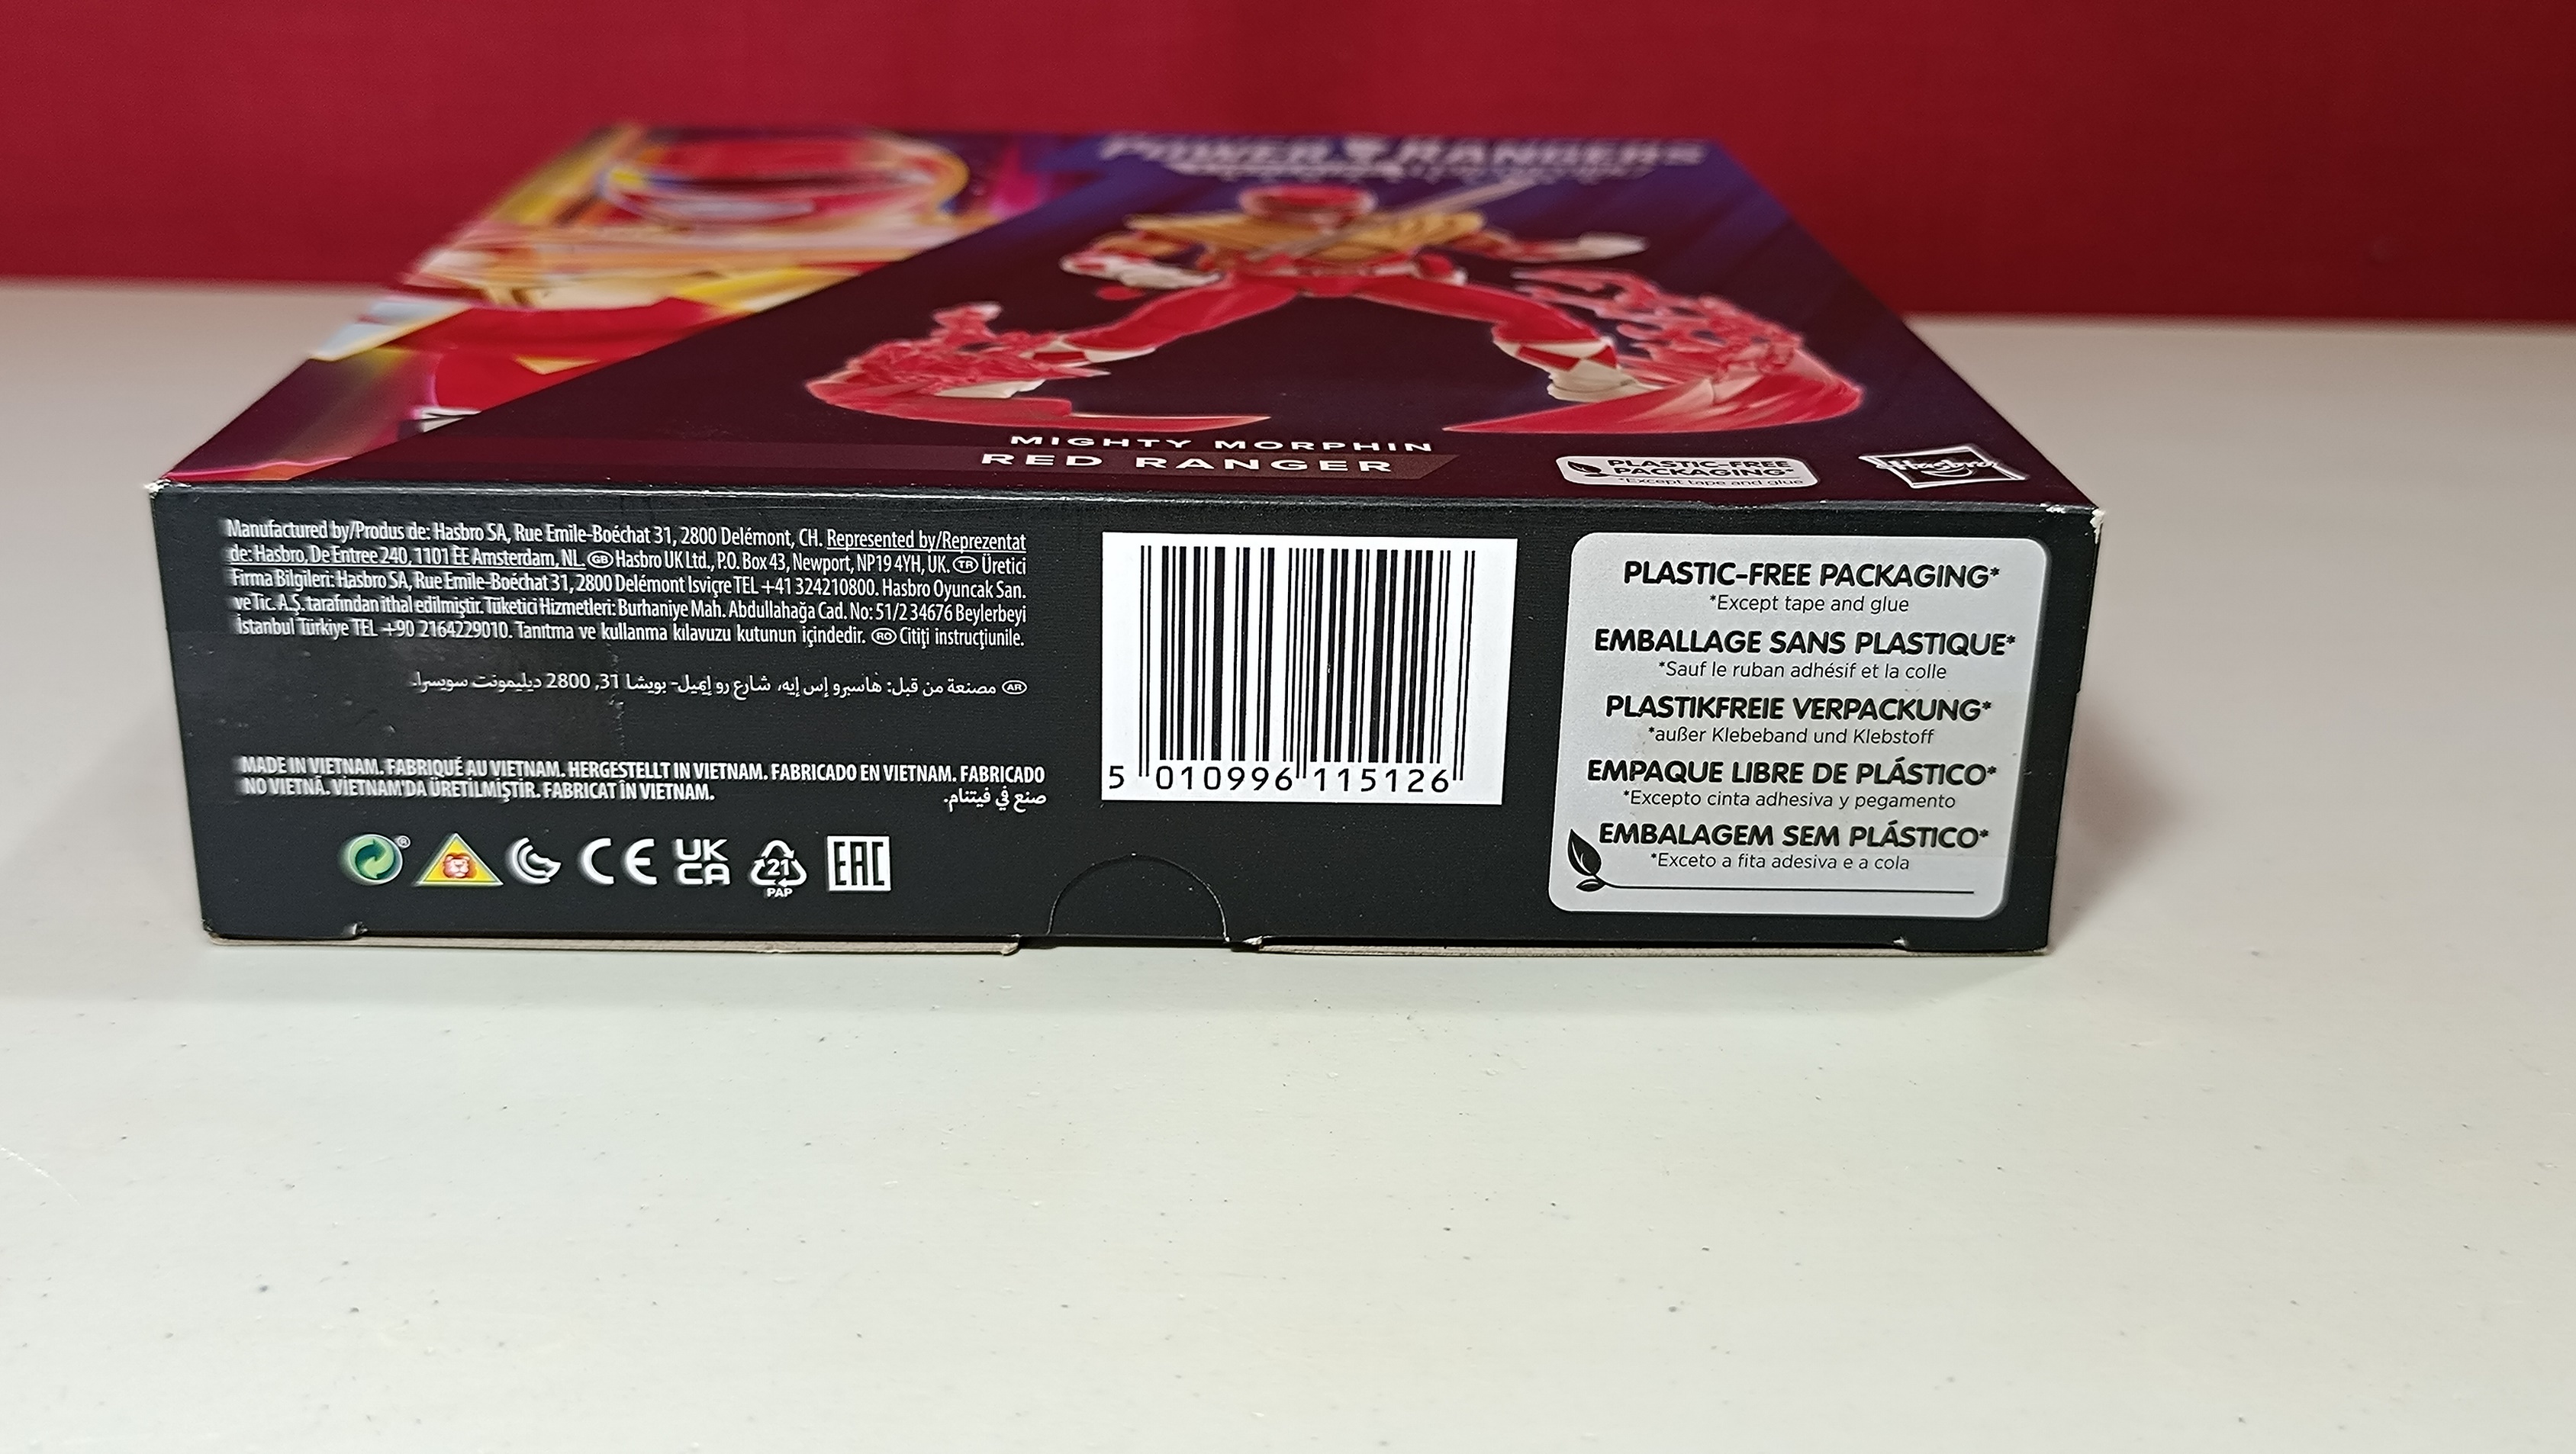 POWER RANGERS
MIGHTY MORPHIN
RED RANGER
PLASTIC-FREE
PACKAGING*
*Except tape and glue
Hasbro
Manufactured by/Produs de: Hasbro SA, Rue Emile-Boéchat 31, 2800 Delémont, CH. Represented by/Reprezentat
de: Hasbro, De Entree 240, 1101 EE Amsterdam, NL. GB Hasbro UK Ltd., P.O. Box 43, Newport, NP19 4YH, UK. TR Üretici
Firma Bilgileri: Hasbro SA, Rue Emile-Boéchat 31, 2800 Delémont Isviçre TEL +41 324210800. Hasbro Oyuncak San.
ve Tic. A.Ş. tarafından ithal edilmiştir. Tüketici Hizmetleri: Burhaniye Mah. Abdullahağa Cad. No: 51/2 34676 Beylerbeyi
İstanbul Türkiye TEL +90 2164229010. Tanıtma ve kullanma kılavuzu kutunun içindedir. RO Citiţi instrucţiunile.
AR مصنعة من قبل: هاسبرو إس إيه، شارع رو إميل- بويشا 31, 2800 ديليمونت سويسرا.
MADE IN VIETNAM. FABRIQUÉ AU VIETNAM. HERGESTELLT IN VIETNAM. FABRICADO EN VIETNAM. FABRICADO
NO VIETNÃ. VİETNAM'DA ÜRETİLMİŞTİR. FABRICAT ÎN VIETNAM.
صنع في فيتنام.
CE
UK
CA
21
PAP
EAC
5 010996 115126
PLASTIC-FREE PACKAGING*
*Except tape and glue
EMBALLAGE SANS PLASTIQUE*
*Sauf le ruban adhésif et la colle
PLASTIKFREIE VERPACKUNG*
*außer Klebeband und Klebstoff
EMPAQUE LIBRE DE PLÁSTICO*
*Excepto cinta adhesiva y pegamento
EMBALAGEM SEM PLÁSTICO*
*Exceto a fita adesiva e a cola